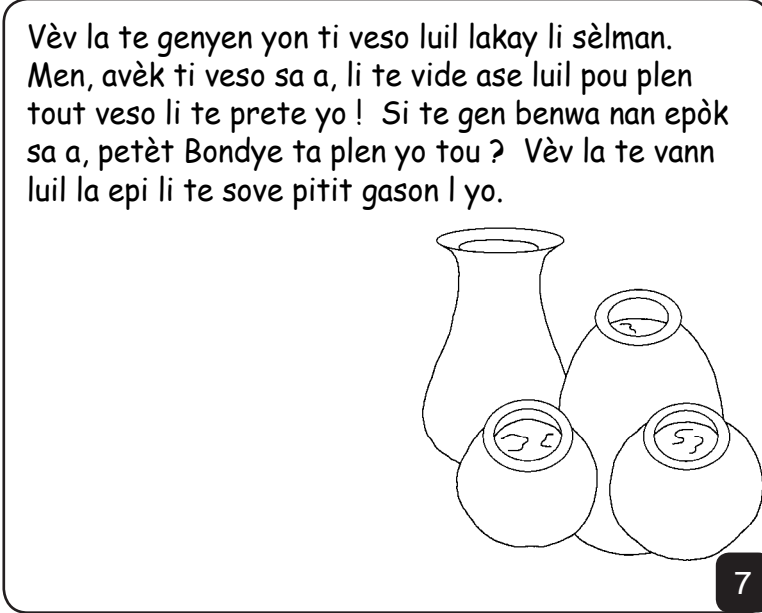 Vèv la te genyen yon ti veso luil lakay li sèlman.
Men, avèk ti veso sa a, li te vide ase luil pou plen
tout veso li te prete yo ! Si te gen benwa nan epòk
sa a, petèt Bondye ta plen yo tou ? Vèv la te vann
luil la epi li te sove pitit gason l yo.
7